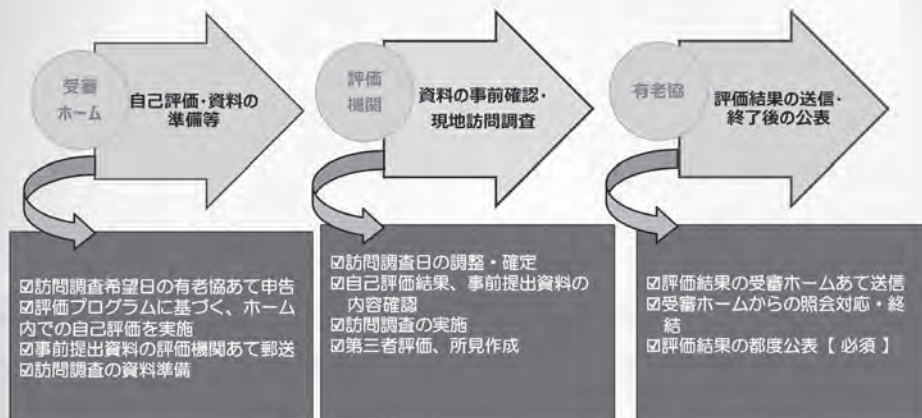 受審
ホーム
自己評価・資料の
準備等
☑訪問調査希望日の有老協あて申告
☑評価プログラムに基づく、ホーム
内での自己評価を実施
☑事前提出資料の評価機関あて郵送
☑訪問調査の資料準備
評価
機関
資料の事前確認・
現地訪問調査
☑訪問調査日の調整・確定
☑自己評価結果、事前提出資料の
内容確認
☑訪問調査の実施
☑第三者評価、所見作成
有老協
評価結果の送信・
終了後の公表
☑評価結果の受審ホームあて送信
☑受審ホームからの照会対応・終
結
☑評価結果の都度公表【 必須 】